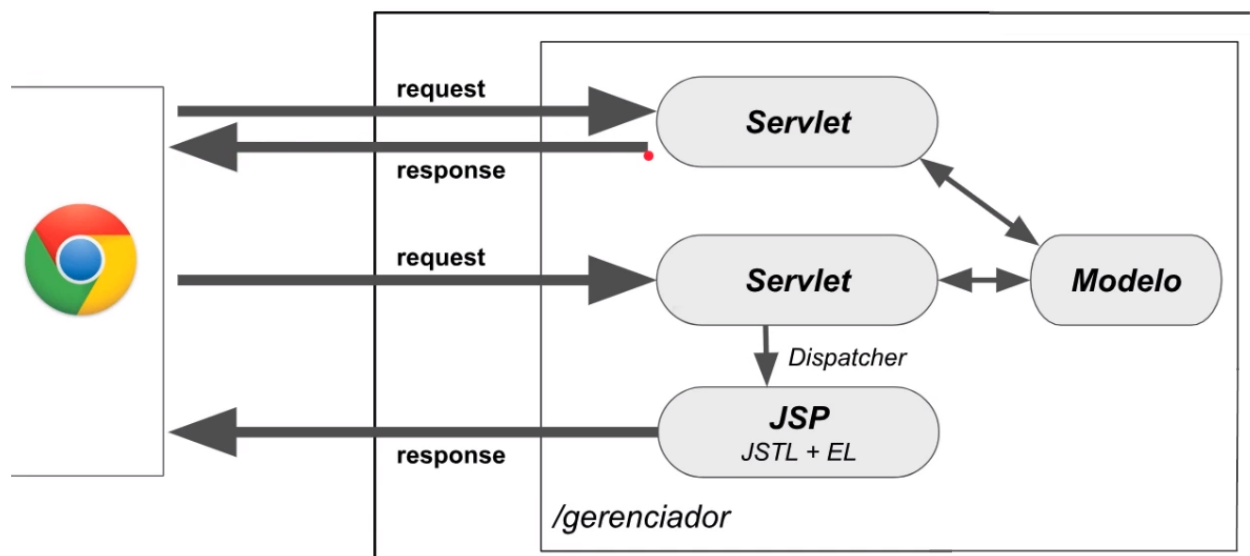 request
Servlet
response
request
Servlet
Modelo
Dispatcher
JSP
JSTL + EL
response
/gerenciador